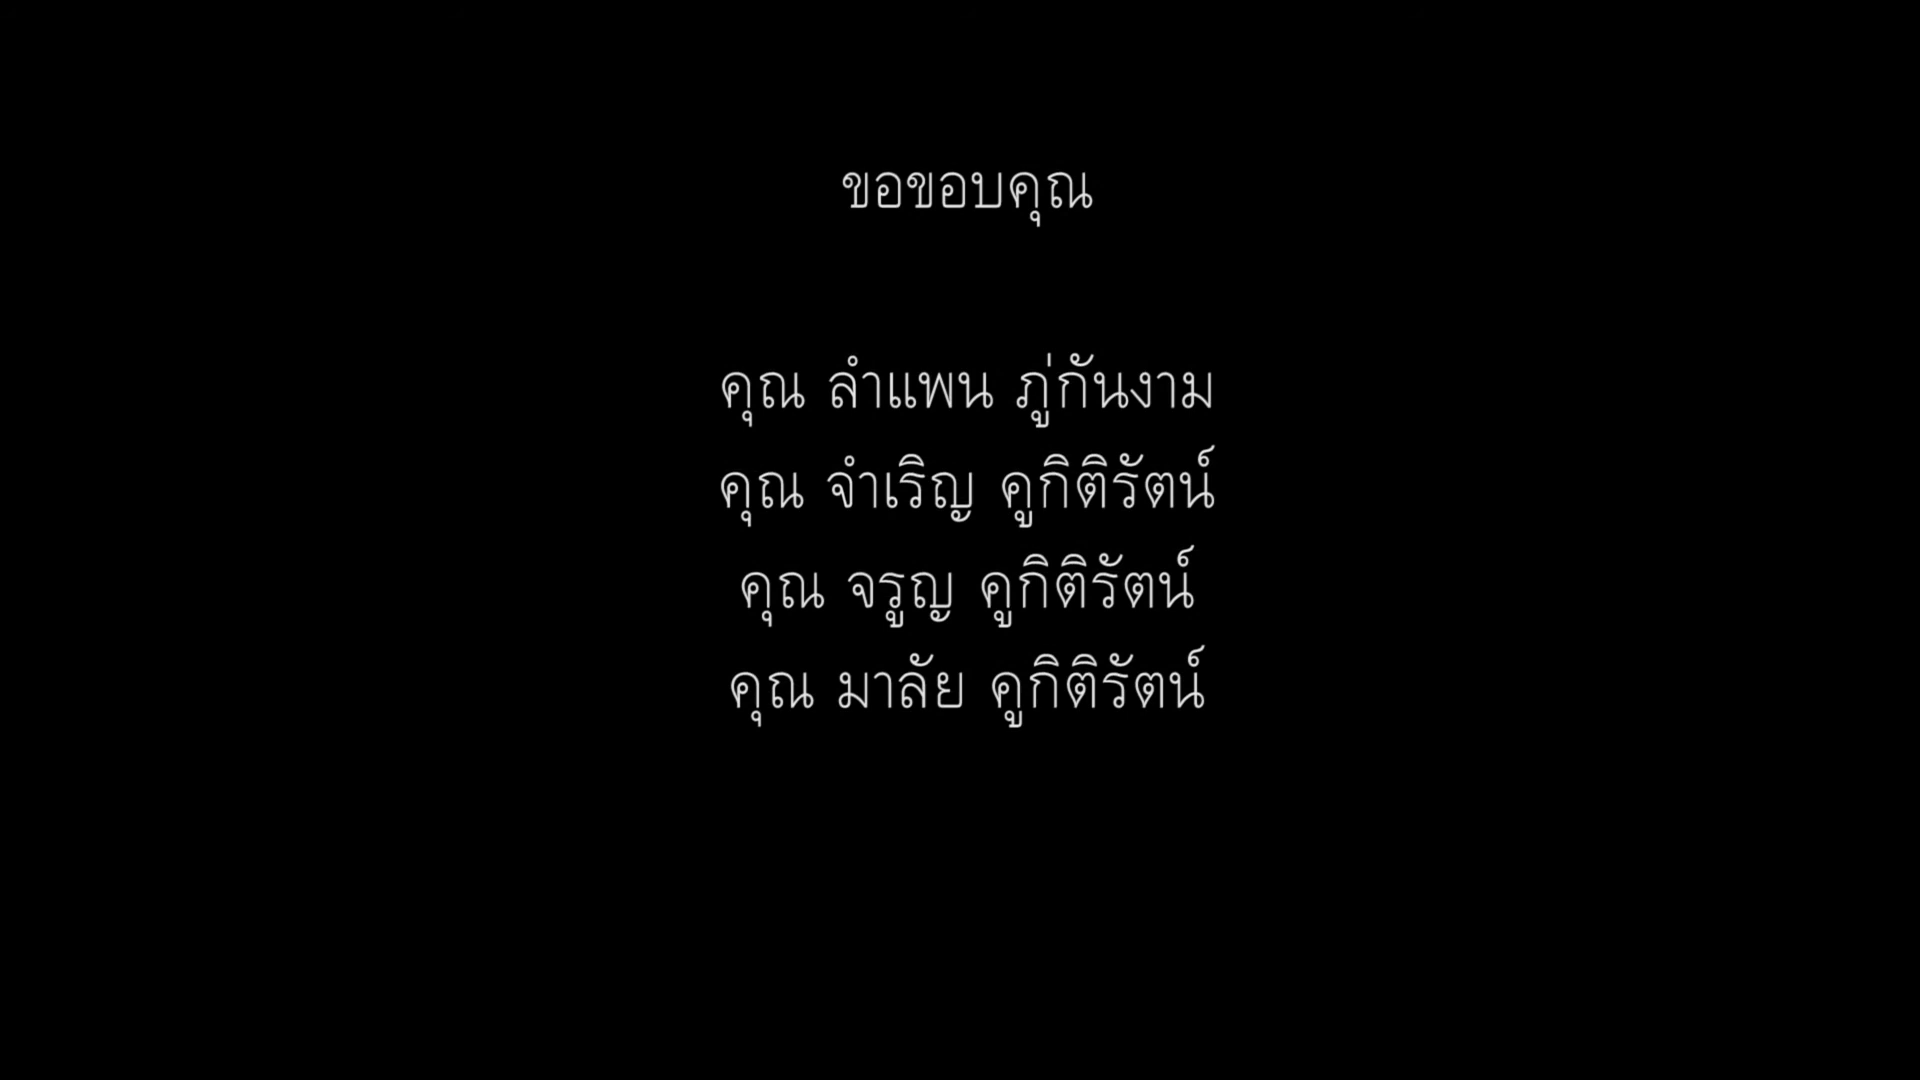 ขอขอบคุณ
คุณ ลำแพน ภู่กันงาม
คุณ จำเริญ คูกิติรัตน์
คุณ จรูญ คูกิติรัตน์
คุณ มาลัย คูกิติรัตน์